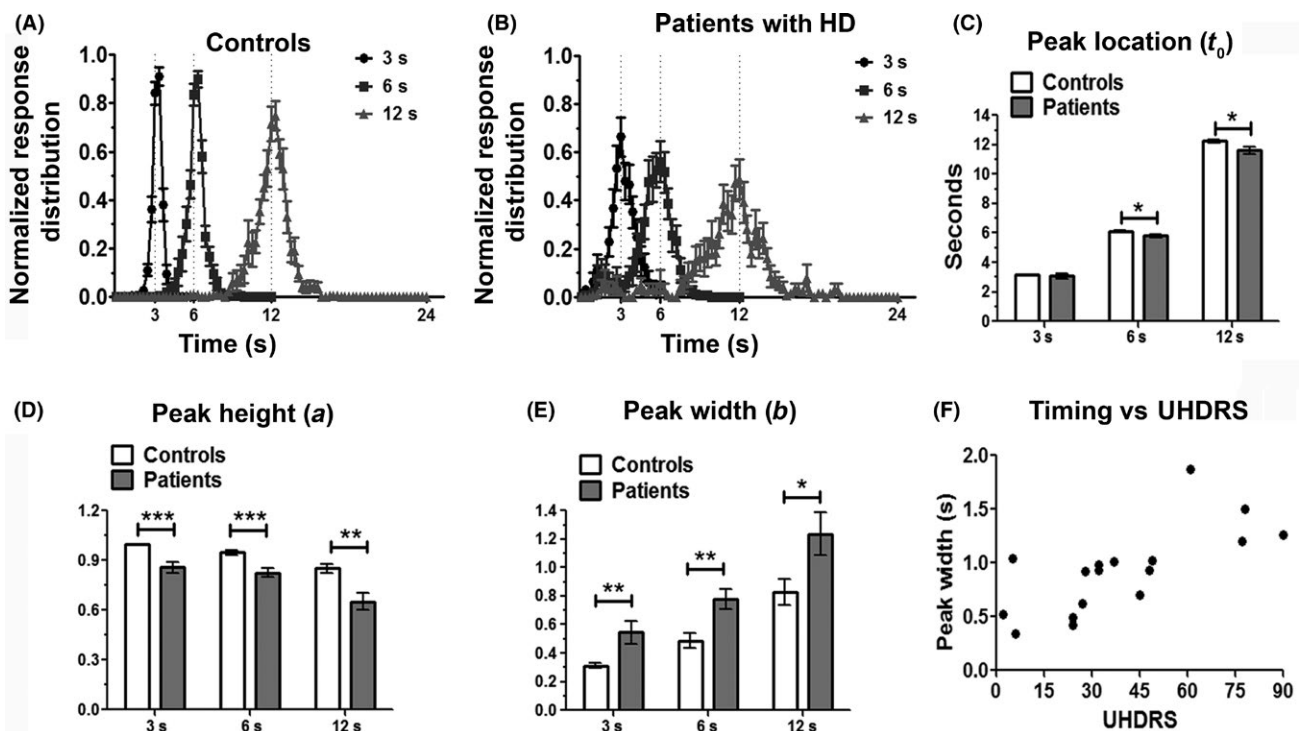 (A)
Controls
3 s
6 s
12 s
Normalized response
distribution
1.0
0.8
0.6
0.4
0.2
0.0
3 6 12 24
Time (s)
(B)
Patients with HD
3 s
6 s
12 s
Normalized response
distribution
1.0
0.8
0.6
0.4
0.2
0.0
3 6 12 24
Time (s)
(C)
Peak location (t0)
Controls
Patients
Seconds
14
12
10
8
6
4
2
0
* *
3 s 6 s 12 s
(D)
Peak height (a)
Controls
Patients
1.2
0.9
0.6
0.3
0.0
*** *** **
3 s 6 s 12 s
(E)
Peak width (b)
Controls
Patients
1.4
1.2
1.0
0.8
0.6
0.4
0.2
0.0
** ** *
3 s 6 s 12 s
(F)
Timing vs UHDRS
Peak width (s)
2.0
1.5
1.0
0.5
0.0
0 15 30 45 60 75 90
UHDRS